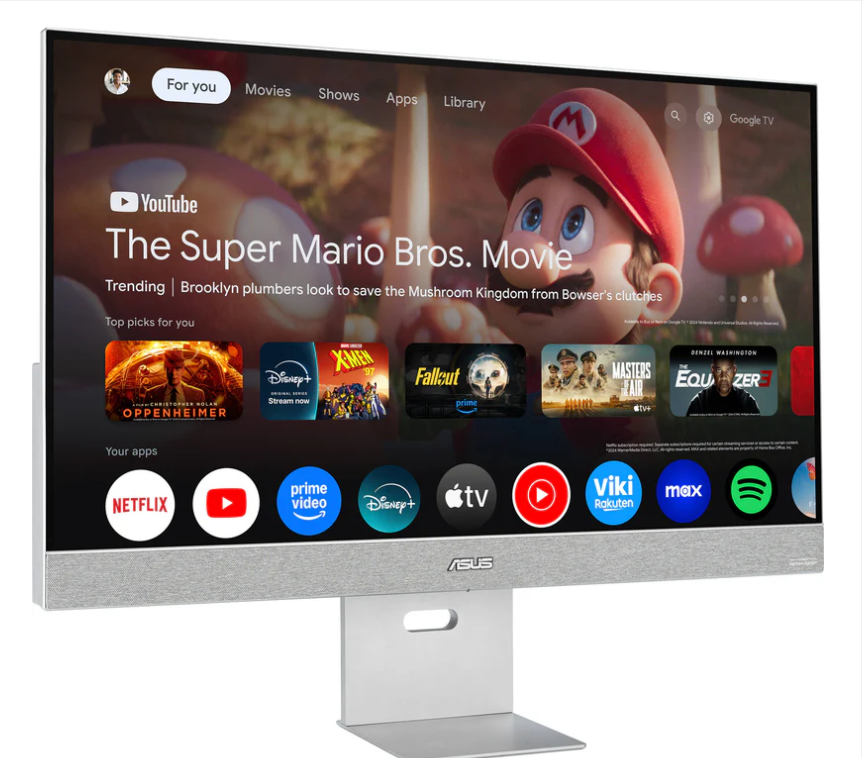 For you
Movies
Shows
Apps
Library
Google TV
YouTube
The Super Mario Bros. Movie
Trending | Brooklyn plumbers look to save the Mushroom Kingdom from Bowser's clutches
Top picks for you
A FILM BY CHRISTOPHER NOLAN
OPPENHEIMER
Disney+
ORIGINAL SERIES
Stream now
X-MEN
'97
Fallout
prime
MASTERS
OF THE
AIR
tv+
DENZEL WASHINGTON
THE
EQUALIZER3
Your apps
NETFLIX
prime
video
Disney+
tv
Viki
Rakuten
max
ASUS